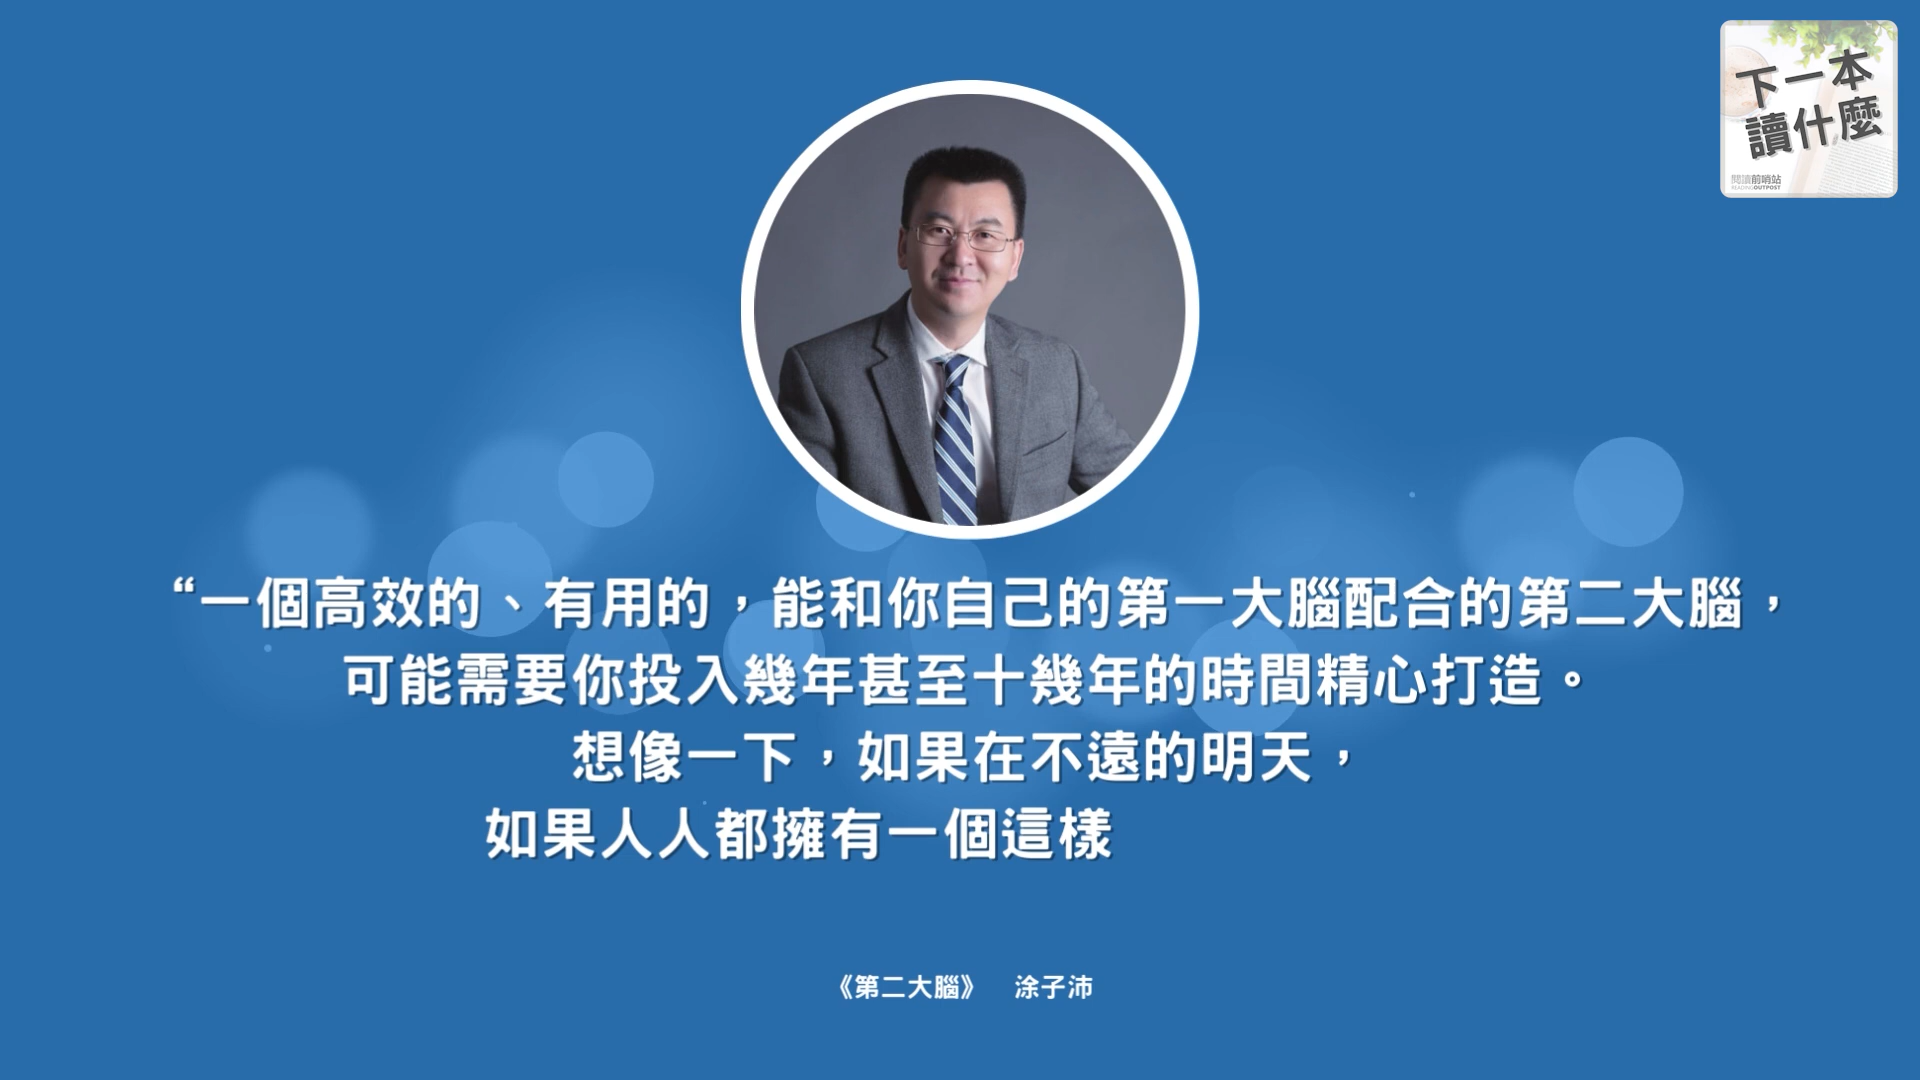 下一本
讀什麼
閱讀前哨站
READINGOUTPOST
“一個高效的、有用的，能和你自己的第一大腦配合的第二大腦，
可能需要你投入幾年甚至十幾年的時間精心打造。
想像一下，如果在不遠的明天，
如果人人都擁有一個這樣
《第二大腦》 涂子沛